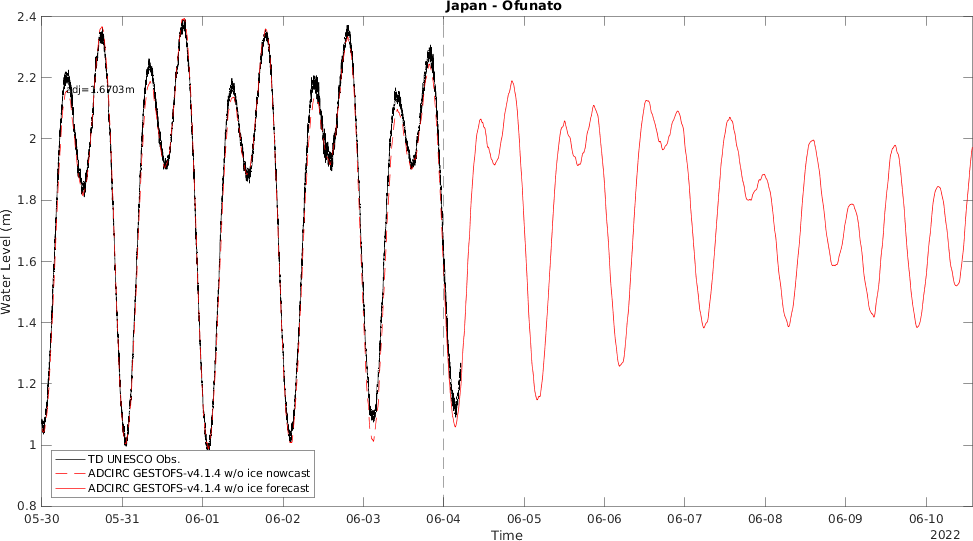 Japan - Ofunato
2.4
2.2
2
1.8
1.6
1.4
1.2
1
0.8
Water Level (m)
adj=1.6703m
TD UNESCO Obs.
ADCIRC GESTOFS-v4.1.4 w/o ice nowcast
ADCIRC GESTOFS-v4.1.4 w/o ice forecast
05-30 05-31 06-01 06-02 06-03 06-04 06-05 06-06 06-07 06-08 06-09 06-10
Time
2022